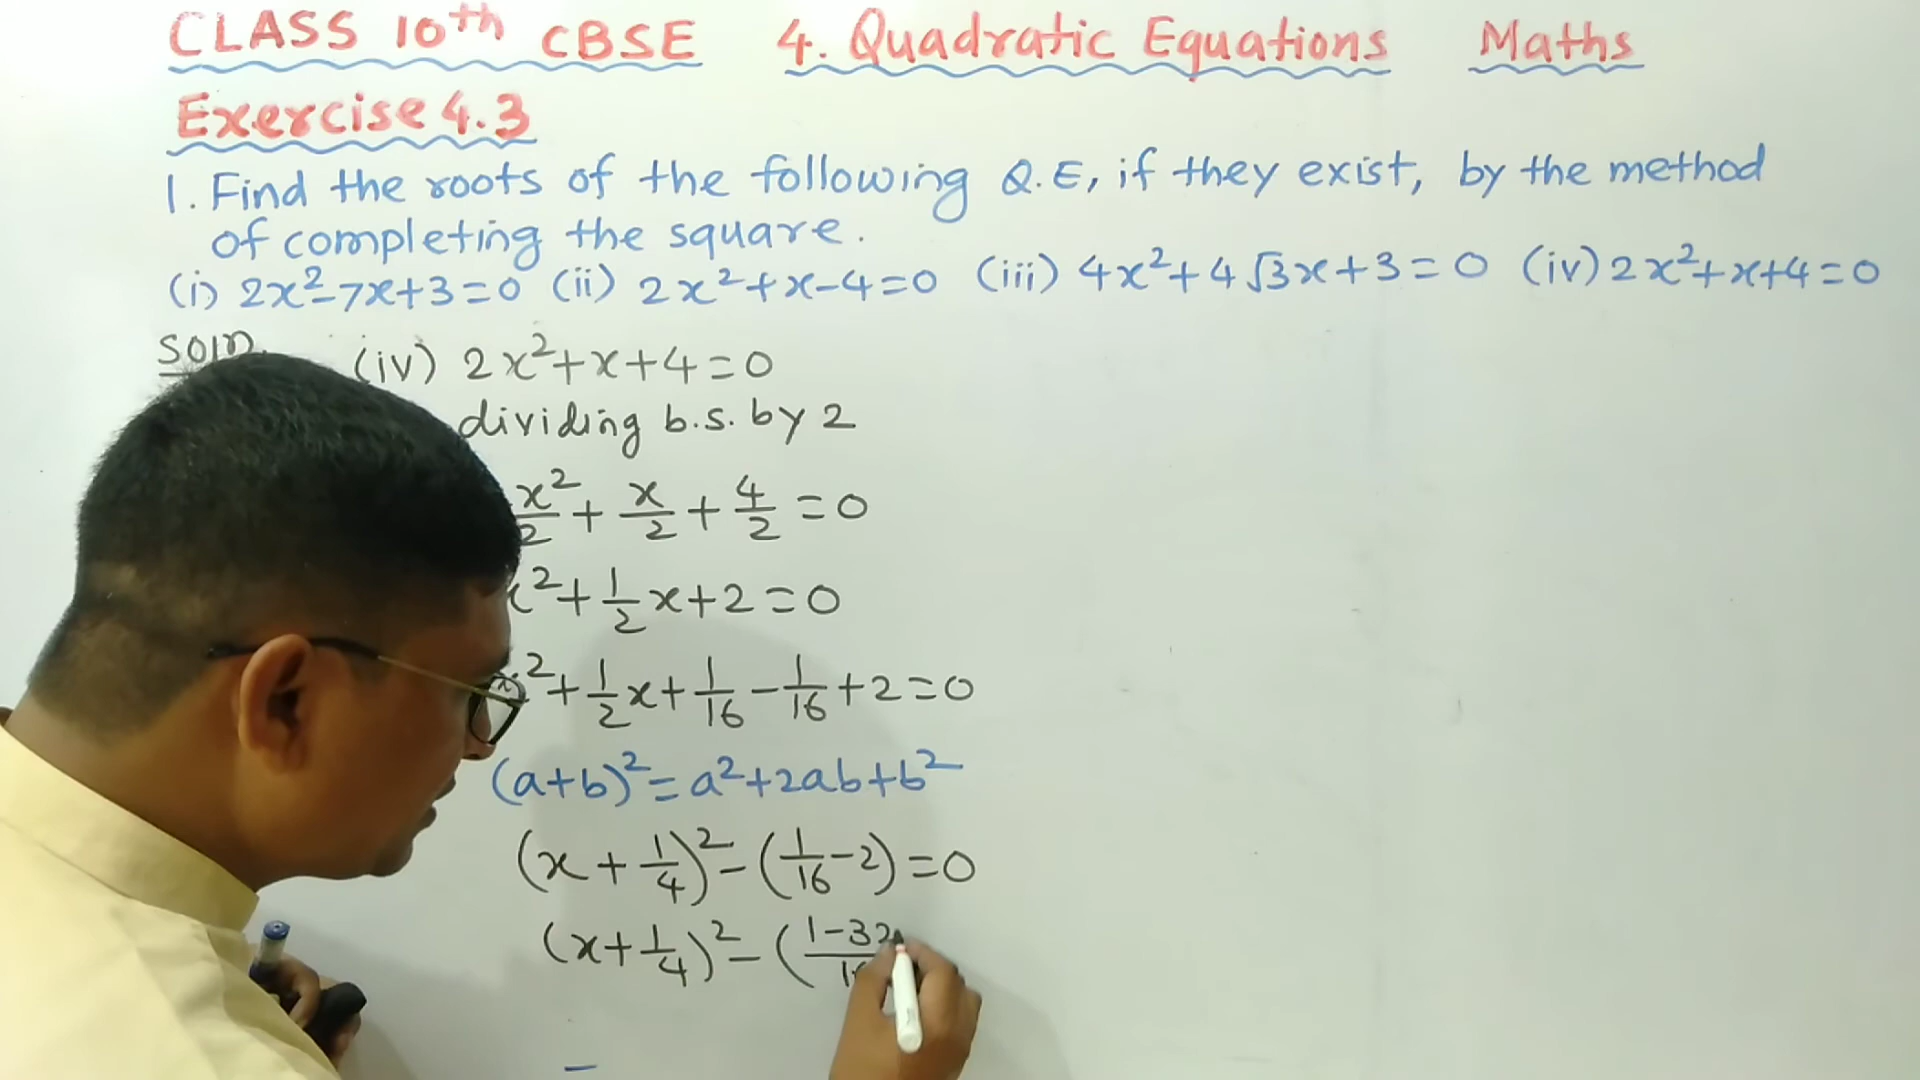 CLASS 10th CBSE 4. Quadratic Equations Maths
Exercise 4.3
1. Find the roots of the following Q.E, if they exist, by the method
of completing the square.
(i) 2x²-7x+3=0 (ii) 2x²+x-4=0 (iii) 4x²+4√3x+3=0 (iv) 2x²+x+4=0
Soln (iv) 2x²+x+4=0
dividing b.s. by 2
x²/2 + x/2 + 4/2 = 0
x²+1/2x+2=0
x²+1/2x+1/16-1/16+2=0
(a+b)²=a²+2ab+b²
(x+1/4)²-(1/16-2)=0
(x+1/4)²-(1-32/